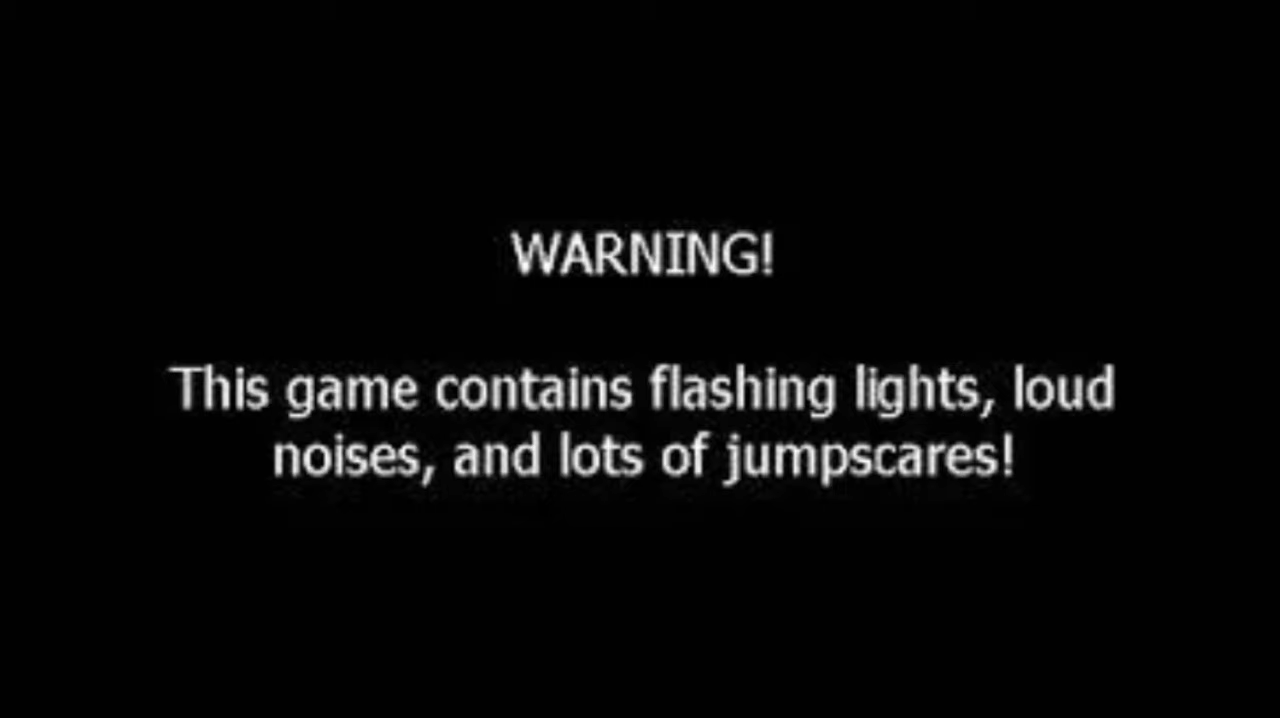 WARNING!
This game contains flashing lights, loud
noises, and lots of jumpscares!